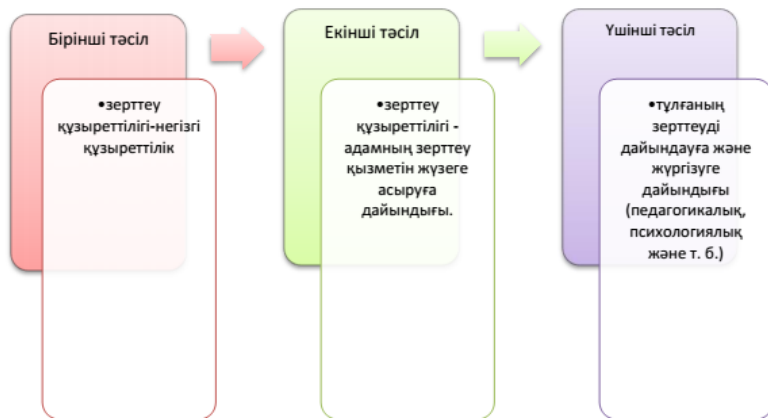 Бірінші тәсіл
•зерттеу
құзыреттілігі-негізгі
құзыреттілік
Екінші тәсіл
•зерттеу
құзыреттілігі -
адамның зерттеу
қызметін жүзеге
асыруға
дайындығы.
Үшінші тәсіл
•тұлғаның
зерттеуді
дайындауға және
жүргізуге
дайындығы
(педагогикалық,
психологиялық
және т. б.)